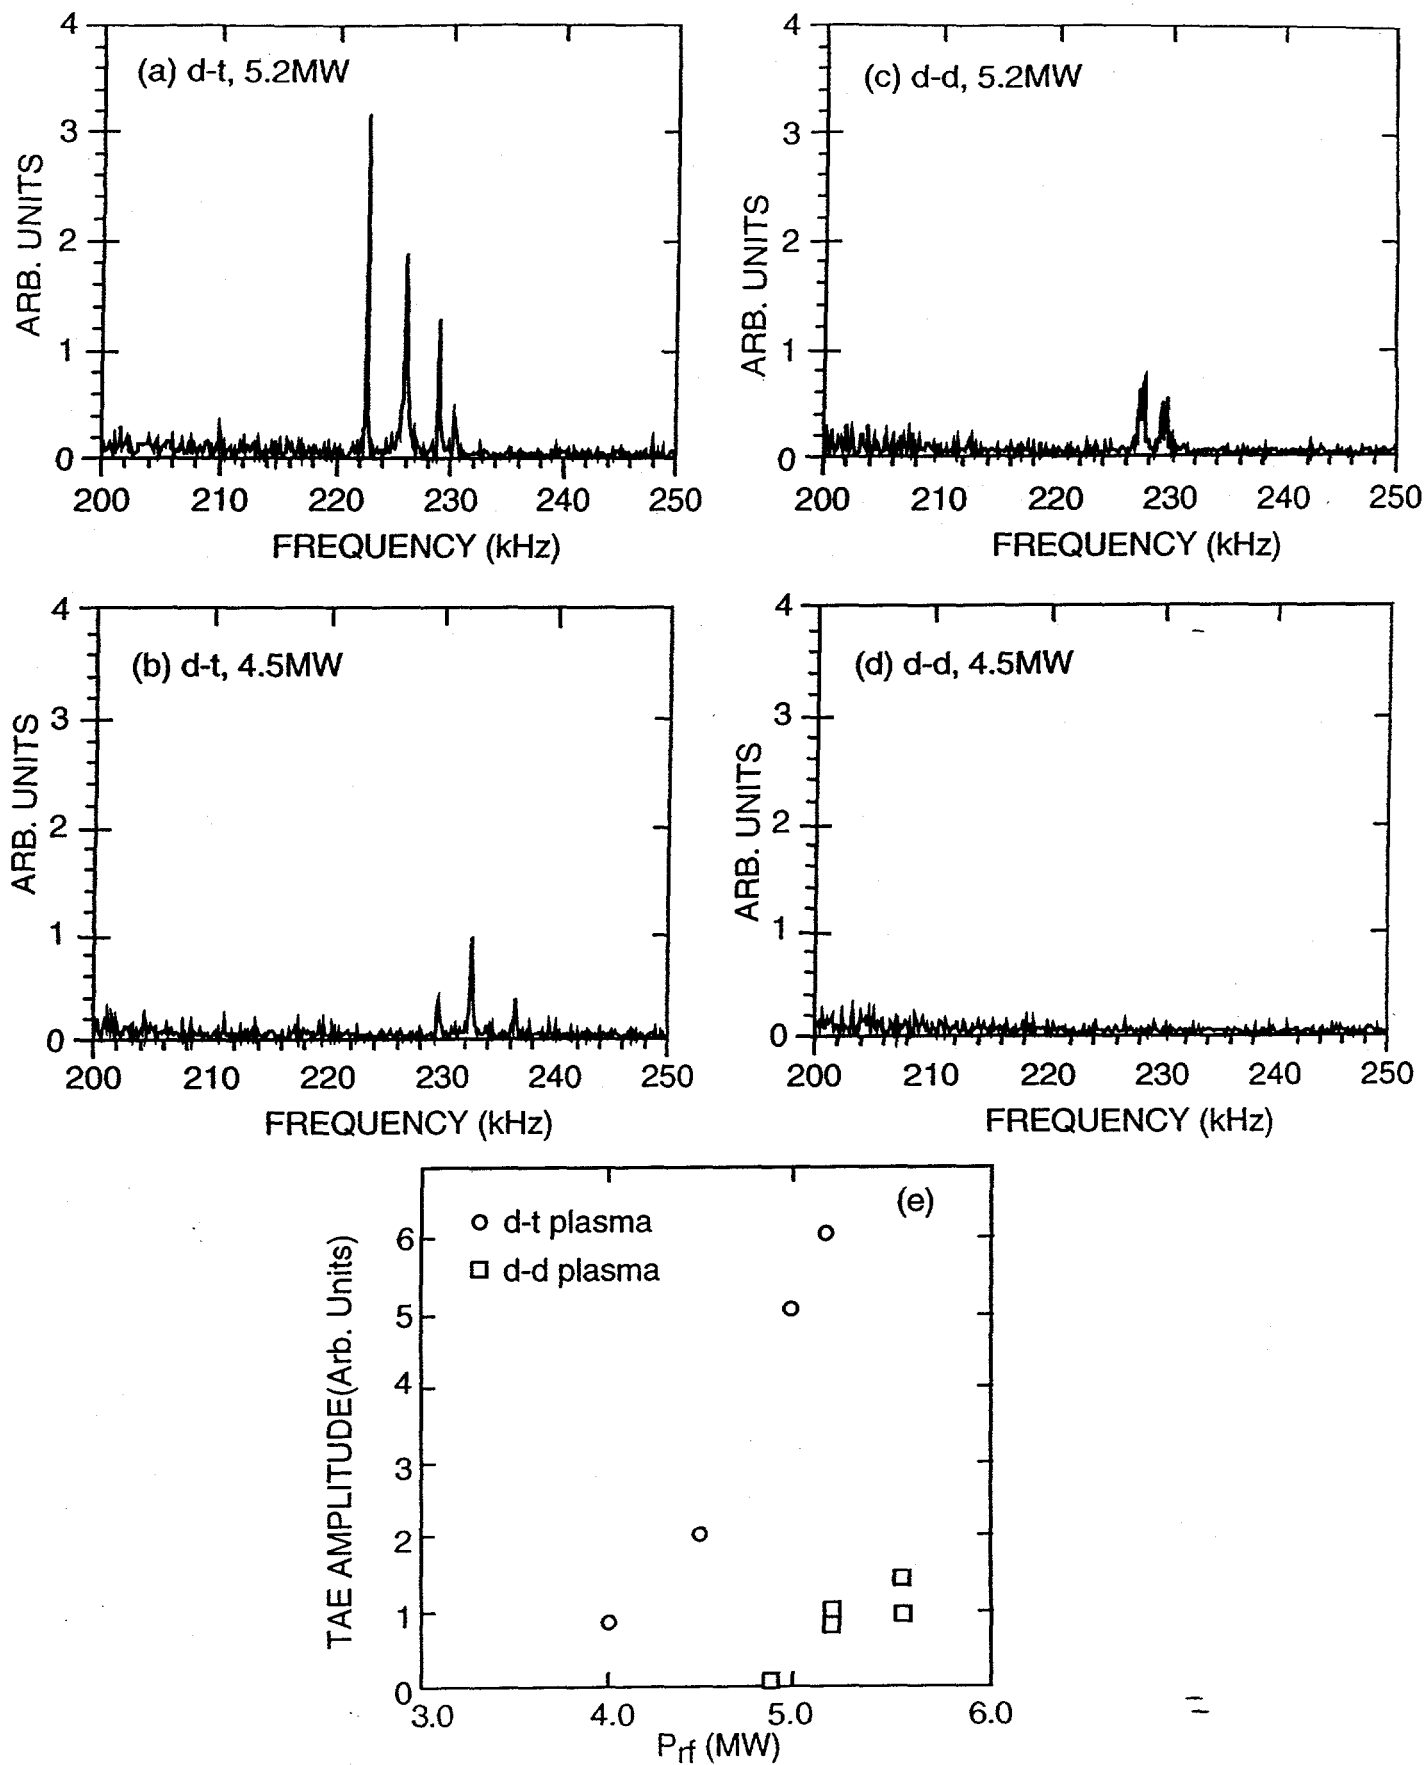 4
3
2
1
0
ARB. UNITS
(a) d-t, 5.2MW
200 210 220 230 240 250
FREQUENCY (kHz)
4
3
2
1
0
ARB. UNITS
(c) d-d, 5.2MW
200 210 220 230 240 250
FREQUENCY (kHz)
4
3
2
1
0
ARB. UNITS
(b) d-t, 4.5MW
200 210 220 230 240 250
FREQUENCY (kHz)
4
3
2
1
0
ARB. UNITS
(d) d-d, 4.5MW
200 210 220 230 240 250
FREQUENCY (kHz)
(e)
d-t plasma
d-d plasma
TAE AMPLITUDE(Arb. Units)
6
5
4
3
2
1
0
3.0 4.0 5.0 6.0
Prf (MW)